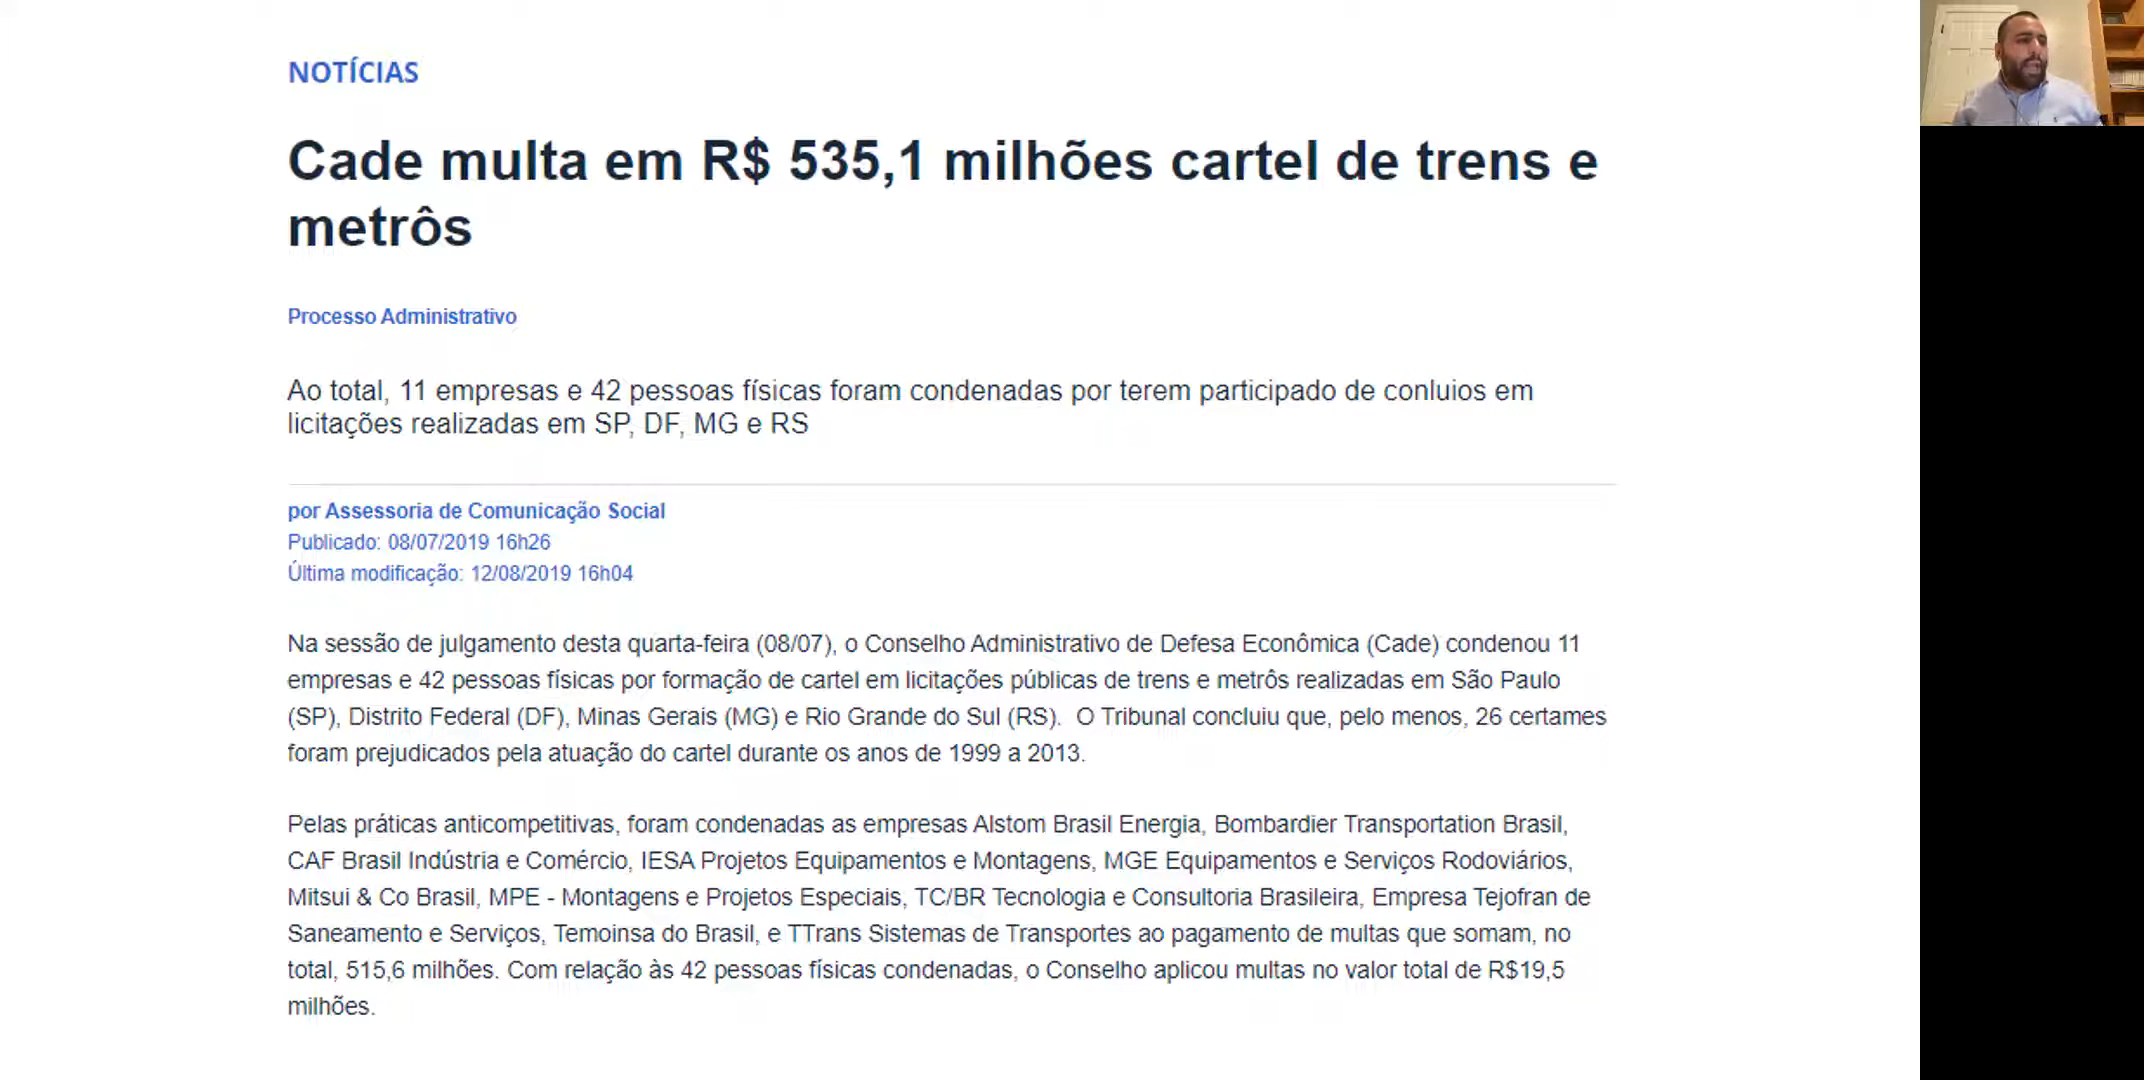 NOTÍCIAS
Cade multa em R$ 535,1 milhões cartel de trens e
metrôs
Processo Administrativo
Ao total, 11 empresas e 42 pessoas físicas foram condenadas por terem participado de conluios em
licitações realizadas em SP, DF, MG e RS
por Assessoria de Comunicação Social
Publicado: 08/07/2019 16h26
Última modificação: 12/08/2019 16h04
Na sessão de julgamento desta quarta-feira (08/07), o Conselho Administrativo de Defesa Econômica (Cade) condenou 11
empresas e 42 pessoas físicas por formação de cartel em licitações públicas de trens e metrôs realizadas em São Paulo
(SP), Distrito Federal (DF), Minas Gerais (MG) e Rio Grande do Sul (RS).  O Tribunal concluiu que, pelo menos, 26 certames
foram prejudicados pela atuação do cartel durante os anos de 1999 a 2013.
Pelas práticas anticompetitivas, foram condenadas as empresas Alstom Brasil Energia, Bombardier Transportation Brasil,
CAF Brasil Indústria e Comércio, IESA Projetos Equipamentos e Montagens, MGE Equipamentos e Serviços Rodoviários,
Mitsui & Co Brasil, MPE - Montagens e Projetos Especiais, TC/BR Tecnologia e Consultoria Brasileira, Empresa Tejofran de
Saneamento e Serviços, Temoinsa do Brasil, e TTrans Sistemas de Transportes ao pagamento de multas que somam, no
total, 515,6 milhões. Com relação às 42 pessoas físicas condenadas, o Conselho aplicou multas no valor total de R$19,5
milhões.